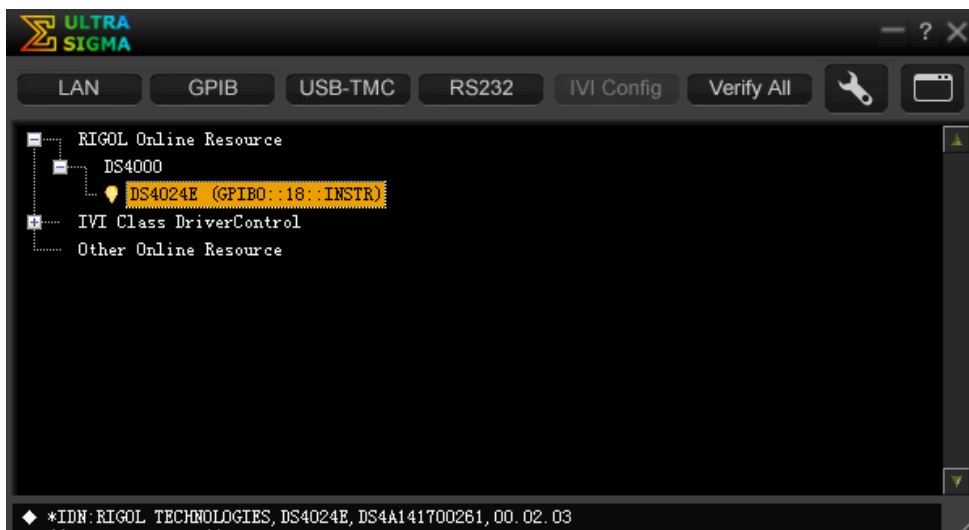 ULTRA
SIGMA
?
LAN GPIB USB-TMC RS232 IVI Config Verify All
RIGOL Online Resource
DS4000
DS4024E (GPIB0::18::INSTR)
IVI Class DriverControl
Other Online Resource
*IDN:RIGOL TECHNOLOGIES,DS4024E,DS4A141700261,00.02.03